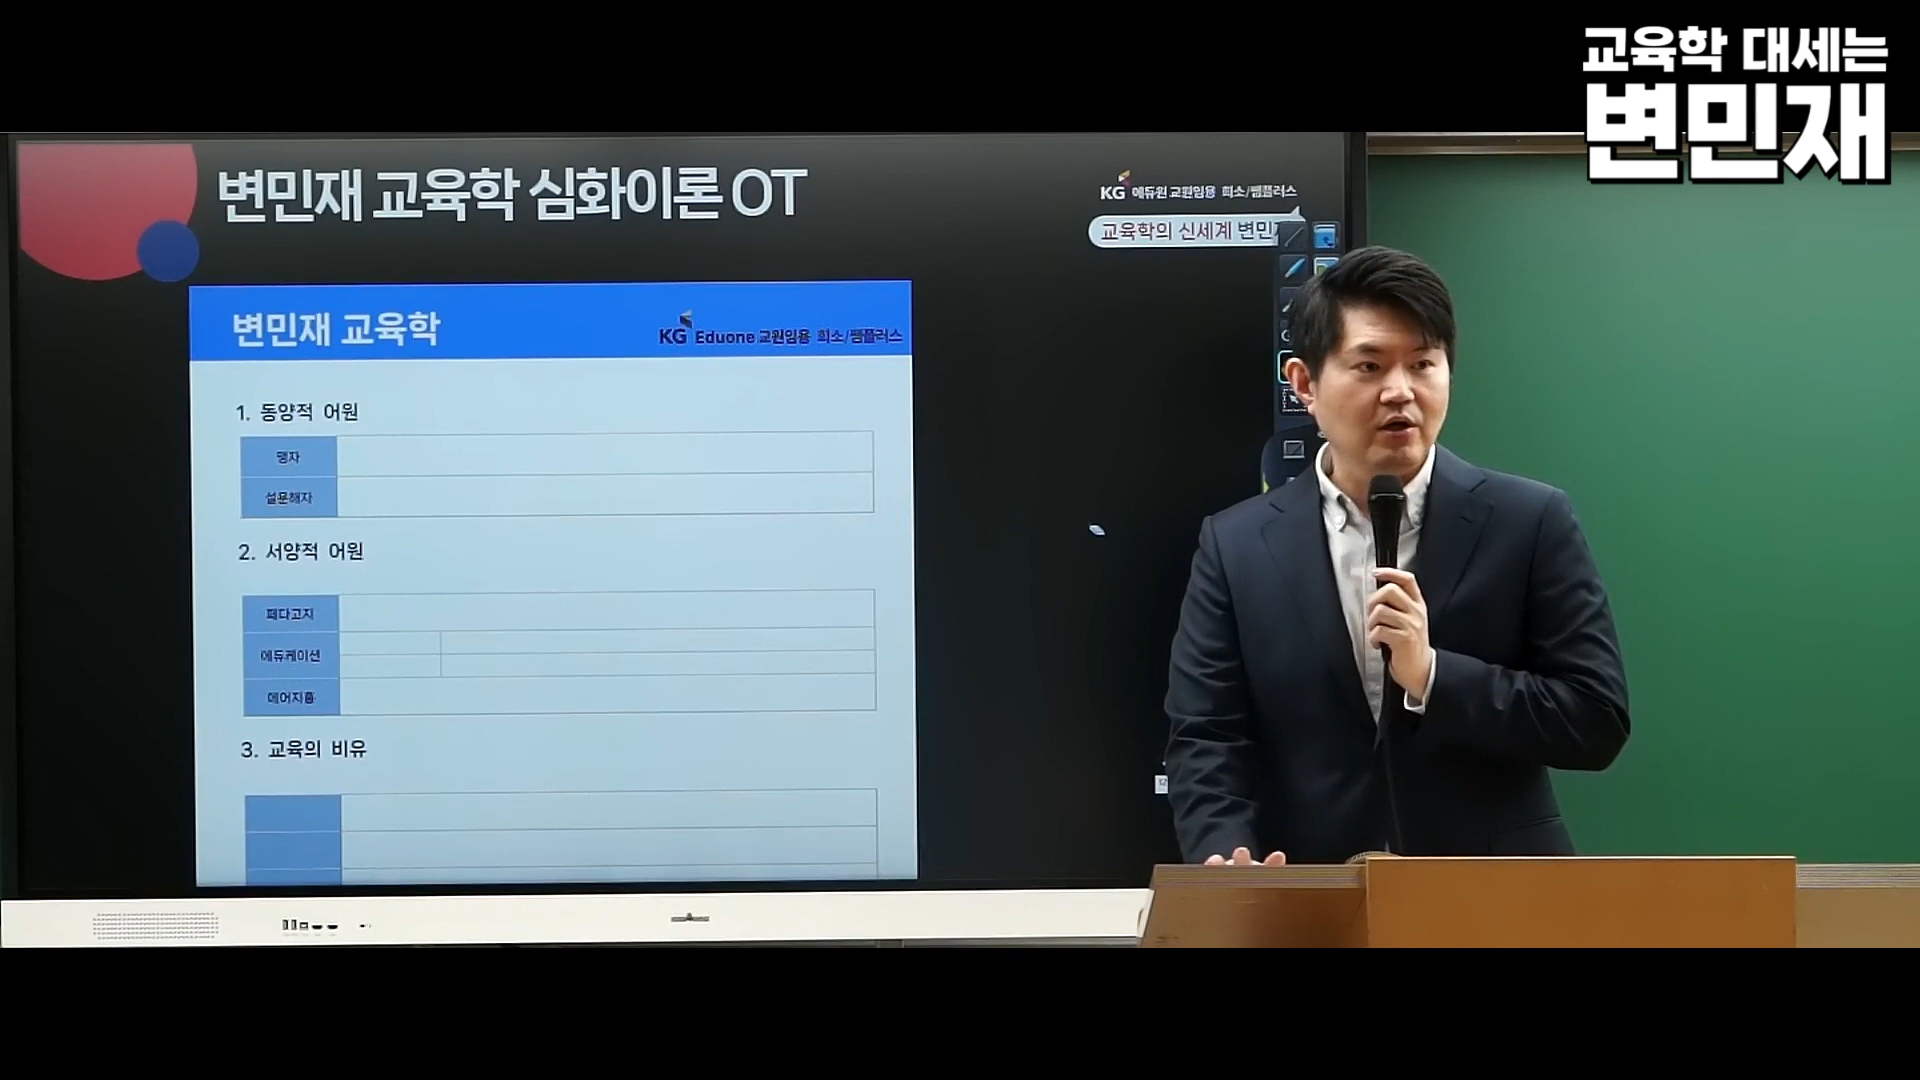 교육학 대세는
변민재
변민재 교육학 심화이론 OT
KG 에듀원 교원임용 희소/쌤플러스
교육학의 신세계 변민
변민재 교육학
KG Eduone 교원임용 희소/쌤플러스
1. 동양적 어원
맹자
설문해자
2. 서양적 어원
페다고지
에듀케이션
에어지흥
3. 교육의 비유